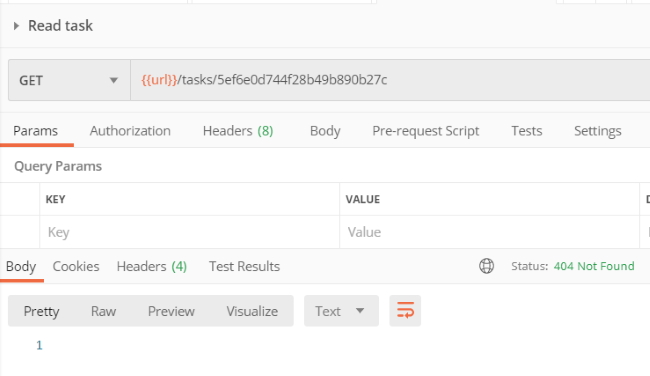 Read task
GET {{url}}/tasks/5ef6e0d744f28b49b890b27c
Params Authorization Headers (8) Body Pre-request Script Tests Settings
Query Params
KEY VALUE
Key Value
Body Cookies Headers (4) Test Results Status: 404 Not Found
Pretty Raw Preview Visualize Text
1